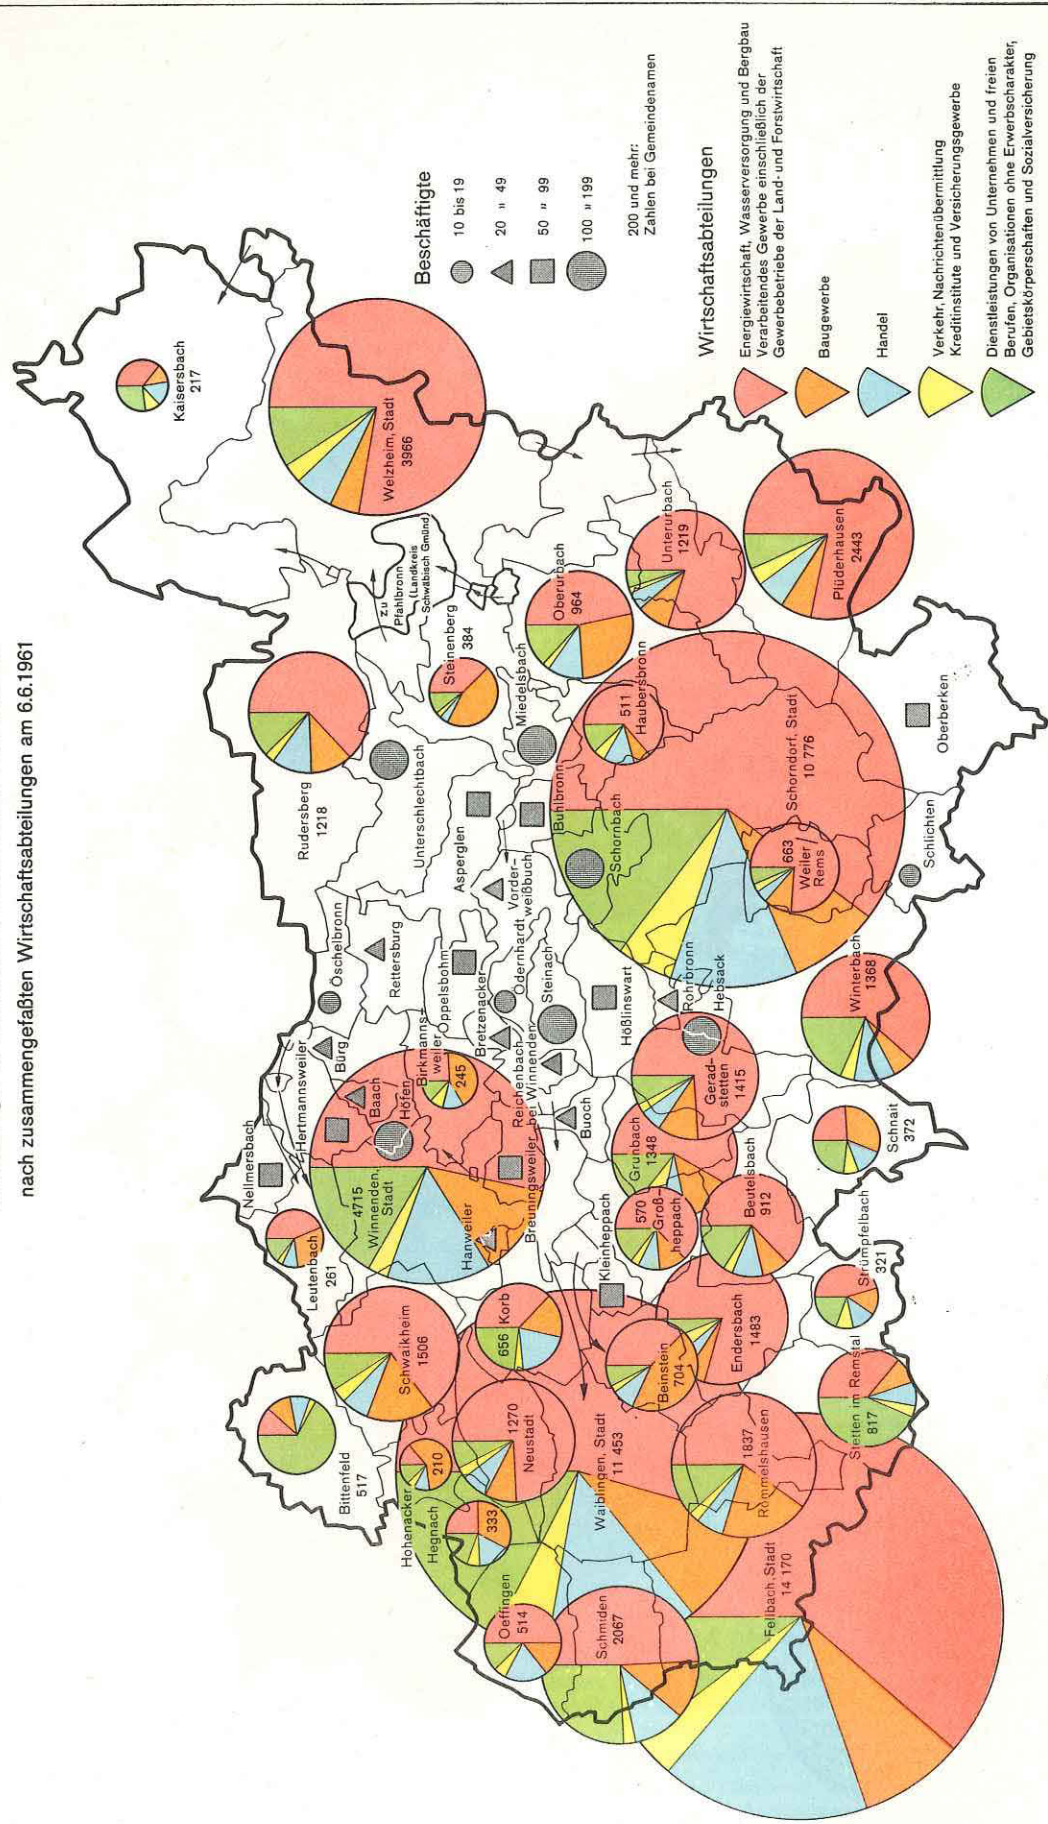 nach zusammengefaßten Wirtschaftsabteilungen am 6.6.1961
Kaisersbach
217
Welzheim, Stadt
3966
zu
Pfahlbronn
(Landkreis
Schwäbisch Gmünd)
Rudersberg
1218
Steinenberg
384
Unterschlechtbach
Miedelsbach
Oberurbach
964
Unterurbach
1219
Plüderhausen
2443
Haubersbronn
511
Schorndorf, Stadt
10 776
Oberberken
Asperglen
Buhlbronn
Schornbach
Vorder-
weißbuch
663
Weiler/
Rems
Schlichten
Öschelbronn
Rettersburg
Oppelsbohm
Ödernhardt
Steinach
Bretzenacker
Hößlinswart
Rohrbronn
Hebsack
Winterbach
1368
Bürg
Birkmanns-
weiler
245
Reichenbach
bei Winnenden
Gerad-
stetten
1415
Hertmannsweiler
Nellmersbach
Baach
Höfen
Buoch
Breuningsweiler
Grunbach
1348
Schnait
372
4715
Winnenden,
Stadt
Hanweiler
Leutenbach
261
Kleinheppach
570
Groß-
heppach
Beutelsbach
912
Strümpfelbach
321
Schwaikheim
1506
Korb
656
Beinstein
704
Endersbach
1483
Stetten im Remstal
817
Bittenfeld
517
1270
Neustadt
Hohenacker
210
Hegnach
333
Waiblingen, Stadt
11 453
1837
Rommelshausen
Oeffingen
514
Schmiden
2067
Fellbach, Stadt
14 170
Beschäftigte
10 bis 19
20 " 49
50 " 99
100 " 199
200 und mehr:
Zahlen bei Gemeindenamen
Wirtschaftsabteilungen
Energiewirtschaft, Wasserversorgung und Bergbau
Verarbeitendes Gewerbe einschließlich der
Gewerbebetriebe der Land- und Forstwirtschaft
Baugewerbe
Handel
Verkehr, Nachrichtenübermittlung
Kreditinstitute und Versicherungsgewerbe
Dienstleistungen von Unternehmen und freien
Berufen, Organisationen ohne Erwerbscharakter,
Gebietskörperschaften und Sozialversicherung